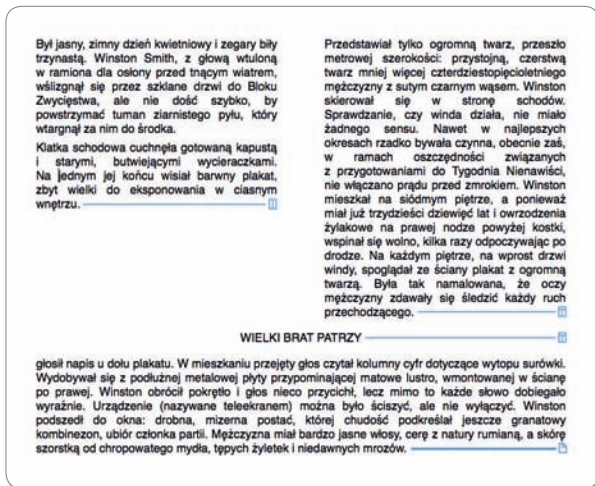 Był jasny, zimny dzień kwietniowy i zegary biły
trzynastą. Winston Smith, z głową wtuloną
w ramiona dla osłony przed tnącym wiatrem,
wślizgnął się przez szklane drzwi do Bloku
Zwycięstwa, ale nie dość szybko, by
powstrzymać tuman ziarnistego pyłu, który
wtargnął za nim do środka.
Klatka schodowa cuchnęła gotowaną kapustą
i starymi, butwiejącymi wycieraczkami.
Na jednym jej końcu wisiał barwny plakat,
zbyt wielki do eksponowania w ciasnym
wnętrzu.
Przedstawiał tylko ogromną twarz, przeszło
metrowej szerokości: przystojną, czerstwą
twarz mniej więcej czterdziestopięcioletniego
mężczyzny z sutym czarnym wąsem. Winston
skierował się w stronę schodów.
Sprawdzanie, czy winda działa, nie miało
żadnego sensu. Nawet w najlepszych
okresach rzadko bywała czynna, obecnie zaś,
w ramach oszczędności związanych
z przygotowaniami do Tygodnia Nienawiści,
nie włączano prądu przed zmrokiem. Winston
mieszkał na siódmym piętrze, a ponieważ
miał już trzydzieści dziewięć lat i owrzodzenia
żylakowe na prawej nodze powyżej kostki,
wspinał się wolno, kilka razy odpoczywając po
drodze. Na każdym piętrze, na wprost drzwi
windy, spoglądał ze ściany plakat z ogromną
twarzą. Była tak namalowana, że oczy
mężczyzny zdawały się śledzić każdy ruch
przechodzącego.
WIELKI BRAT PATRZY
głosił napis u dołu plakatu. W mieszkaniu przejęty głos czytał kolumny cyfr dotyczące wytopu surówki.
Wydobywał się z podłużnej metalowej płyty przypominającej matowe lustro, wmontowanej w ścianę
po prawej. Winston obrócił pokrętło i głos nieco przycichł, lecz mimo to każde słowo dobiegało
wyraźnie. Urządzenie (nazywane teleekranem) można było ściszyć, ale nie wyłączyć. Winston
podszedł do okna: drobna, mizerna postać, której chudość podkreślał jeszcze granatowy
kombinezon, ubiór członka partii. Mężczyzna miał bardzo jasne włosy, cerę z natury rumianą, a skórę
szorstką od chropowatego mydła, tępych żyletek i niedawnych mrozów.